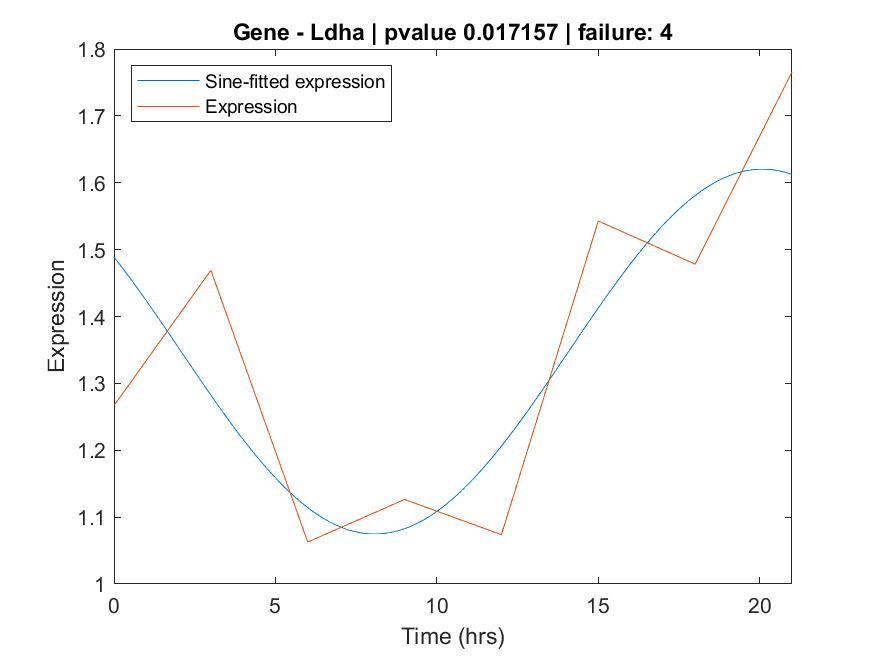 Gene - Ldha | pvalue 0.017157 | failure: 4
Sine-fitted expression
Expression
1.8
1.7
1.6
1.5
1.4
1.3
1.2
1.1
1
Expression
0 5 10 15 20
Time (hrs)